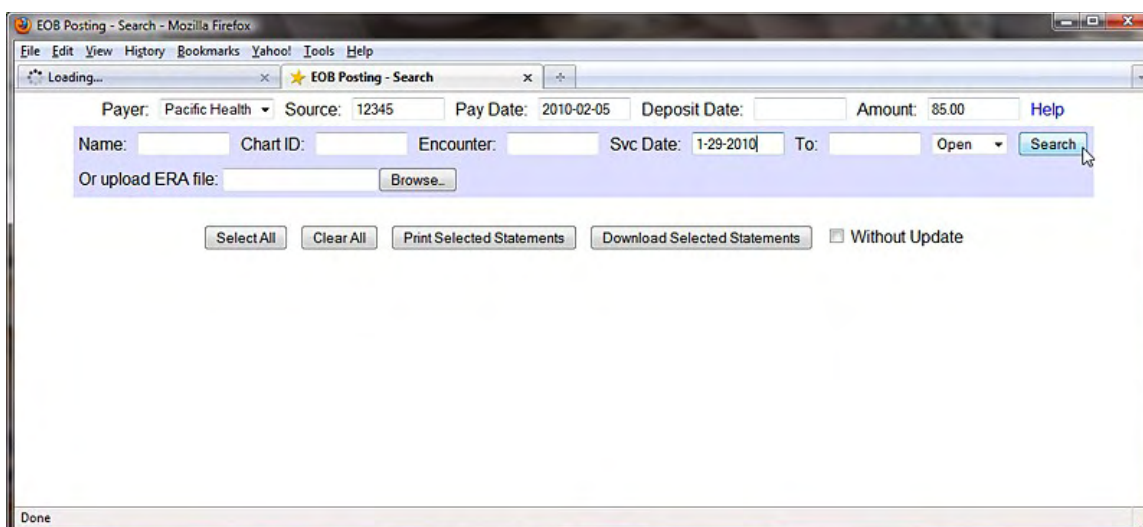 EOB Posting - Search - Mozilla Firefox
File Edit View History Bookmarks Yahoo! Tools Help
Loading... EOB Posting - Search
Payer: Pacific Health Source: 12345 Pay Date: 2010-02-05 Deposit Date: Amount: 85.00 Help
Name: Chart ID: Encounter: Svc Date: 1-29-2010 To: Open Search
Or upload ERA file: Browse...
Select All Clear All Print Selected Statements Download Selected Statements Without Update
Done